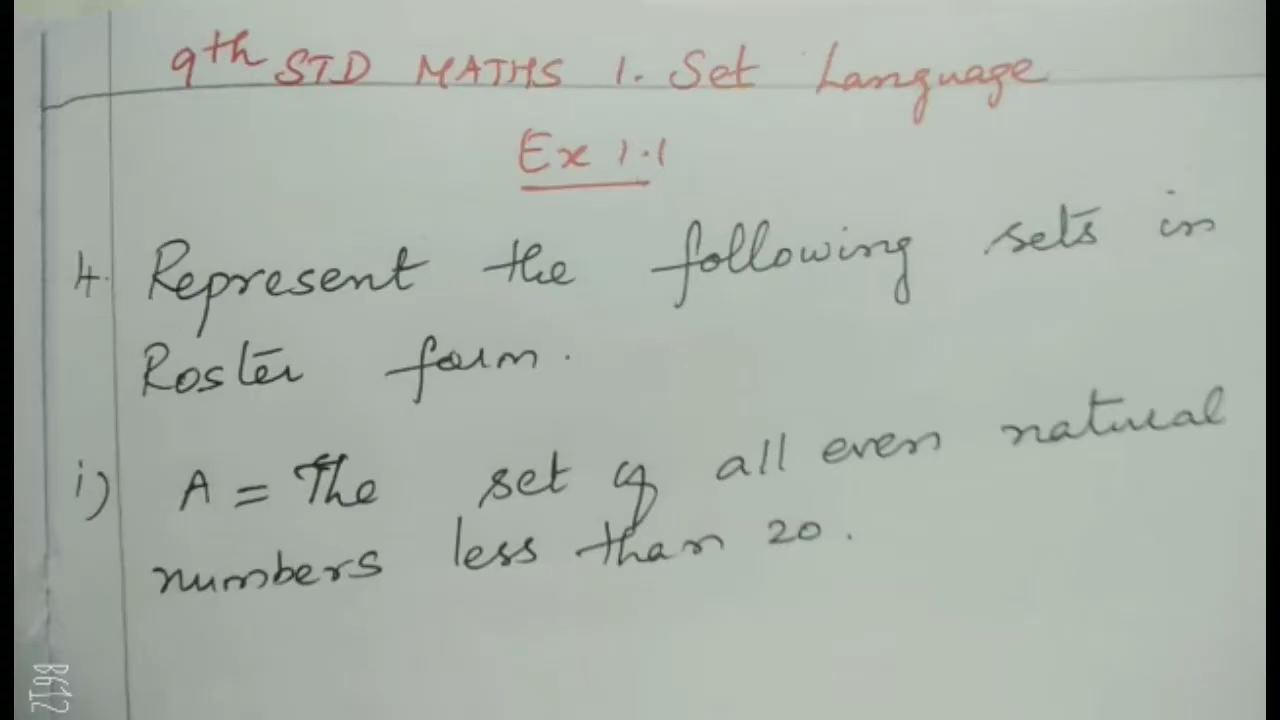 9th STD MATHS 1. Set Language
Ex 1.1
4. Represent the following sets in
Roster form.
i) A = The set of all even natural
numbers less than 20.
B612